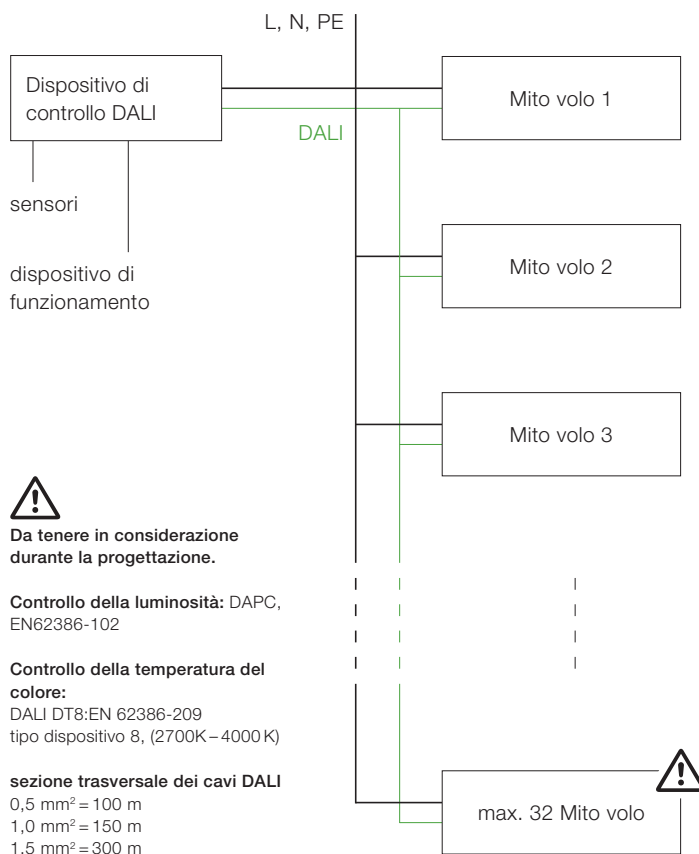 L, N, PE
Dispositivo di
controllo DALI
Mito volo 1
DALI
sensori
dispositivo di
funzionamento
Mito volo 2
Mito volo 3
Da tenere in considerazione
durante la progettazione.
Controllo della luminosità: DAPC,
EN62386-102
Controllo della temperatura del
colore:
DALI DT8:EN 62386-209
tipo dispositivo 8, (2700K – 4000 K)
sezione trasversale dei cavi DALI
0,5 mm² = 100 m
1,0 mm² = 150 m
1,5 mm² = 300 m
max. 32 Mito volo